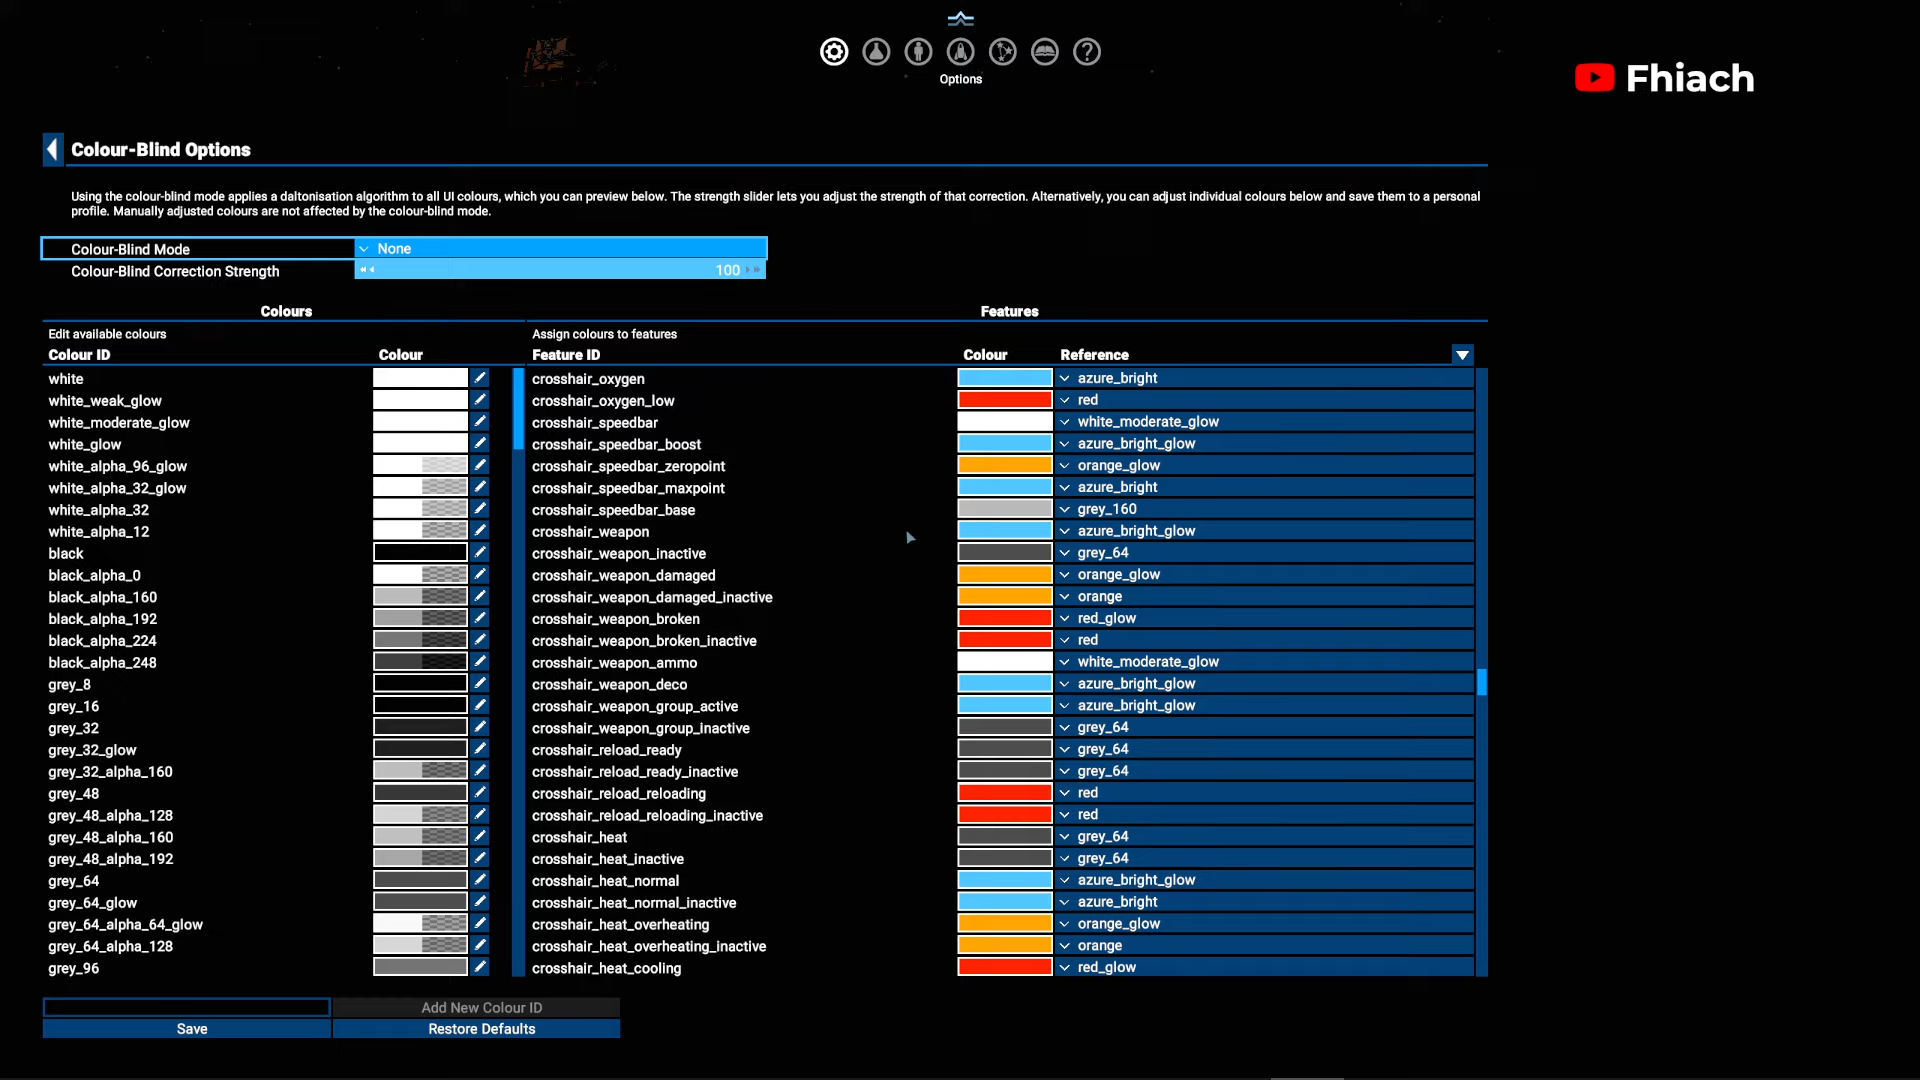 Options
Fhiach
Colour-Blind Options
Using the colour-blind mode applies a daltonisation algorithm to all UI colours, which you can preview below. The strength slider lets you adjust the strength of that correction. Alternatively, you can adjust individual colours below and save them to a personal
profile. Manually adjusted colours are not affected by the colour-blind mode.
Colour-Blind Mode None
Colour-Blind Correction Strength 100
Colours Features
Edit available colours Assign colours to features
Colour ID Colour Feature ID Colour Reference
white crosshair_oxygen azure_bright
white_weak_glow crosshair_oxygen_low red
white_moderate_glow crosshair_speedbar white_moderate_glow
white_glow crosshair_speedbar_boost azure_bright_glow
white_alpha_96_glow crosshair_speedbar_zeropoint orange_glow
white_alpha_32_glow crosshair_speedbar_maxpoint azure_bright
white_alpha_32 crosshair_speedbar_base grey_160
white_alpha_12 crosshair_weapon azure_bright_glow
black crosshair_weapon_inactive grey_64
black_alpha_0 crosshair_weapon_damaged orange_glow
black_alpha_160 crosshair_weapon_damaged_inactive orange
black_alpha_192 crosshair_weapon_broken red_glow
black_alpha_224 crosshair_weapon_broken_inactive red
black_alpha_248 crosshair_weapon_ammo white_moderate_glow
grey_8 crosshair_weapon_deco azure_bright_glow
grey_16 crosshair_weapon_group_active azure_bright_glow
grey_32 crosshair_weapon_group_inactive grey_64
grey_32_glow crosshair_reload_ready grey_64
grey_32_alpha_160 crosshair_reload_ready_inactive grey_64
grey_48 crosshair_reload_reloading red
grey_48_alpha_128 crosshair_reload_reloading_inactive red
grey_48_alpha_160 crosshair_heat grey_64
grey_48_alpha_192 crosshair_heat_inactive grey_64
grey_64 crosshair_heat_normal azure_bright_glow
grey_64_glow crosshair_heat_normal_inactive azure_bright
grey_64_alpha_64_glow crosshair_heat_overheating orange_glow
grey_64_alpha_128 crosshair_heat_overheating_inactive orange
grey_96 crosshair_heat_cooling red_glow
Add New Colour ID
Save Restore Defaults